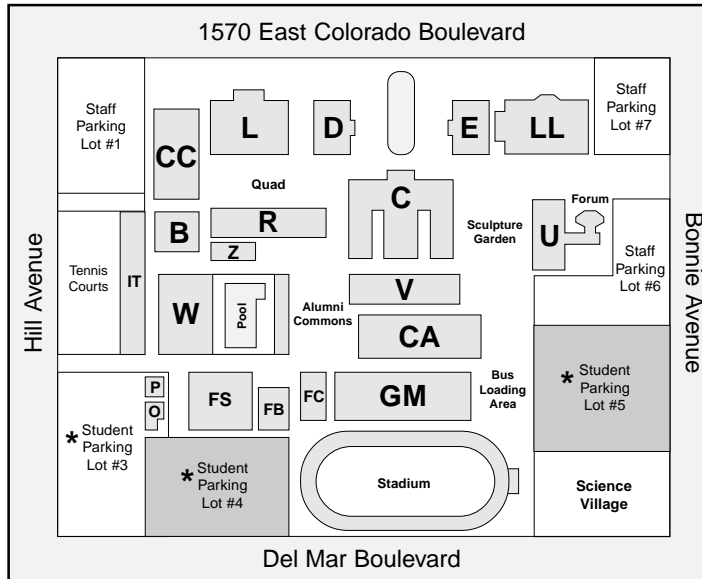 1570 East Colorado Boulevard
Staff
Parking
Lot #1
L
D
E
LL
Staff
Parking
Lot #7
CC
Quad
C
R
B
Z
Sculpture
Garden
Forum
U
Hill Avenue
Bonnie Avenue
Tennis
Courts
IT
W
Pool
Alumni
Commons
V
CA
Staff
Parking
Lot #6
* Student
Parking
Lot #5
P
O
FS
FB
FC
GM
Bus
Loading
Area
* Student
Parking
Lot #3
* Student
Parking
Lot #4
Stadium
Science
Village
Del Mar Boulevard